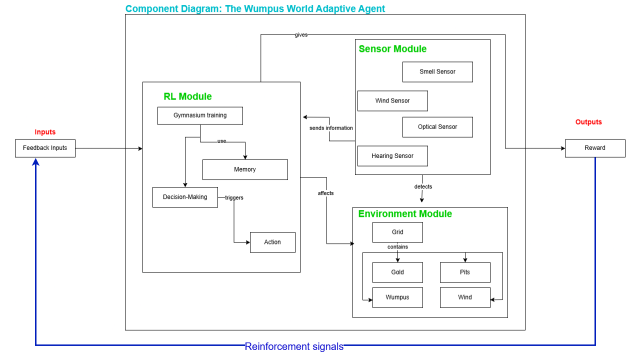 Component Diagram: The Wumpus World Adaptive Agent
gives
Sensor Module
Smell Sensor
Wind Sensor
Optical Sensor
Hearing Sensor
RL Module
Gymnasium training
use
Memory
Decision-Making
triggers
Action
sends information
Inputs
Feedback Inputs
Outputs
Reward
affects
detects
Environment Module
Grid
contains
Gold
Pits
Wumpus
Wind
Reinforcement signals